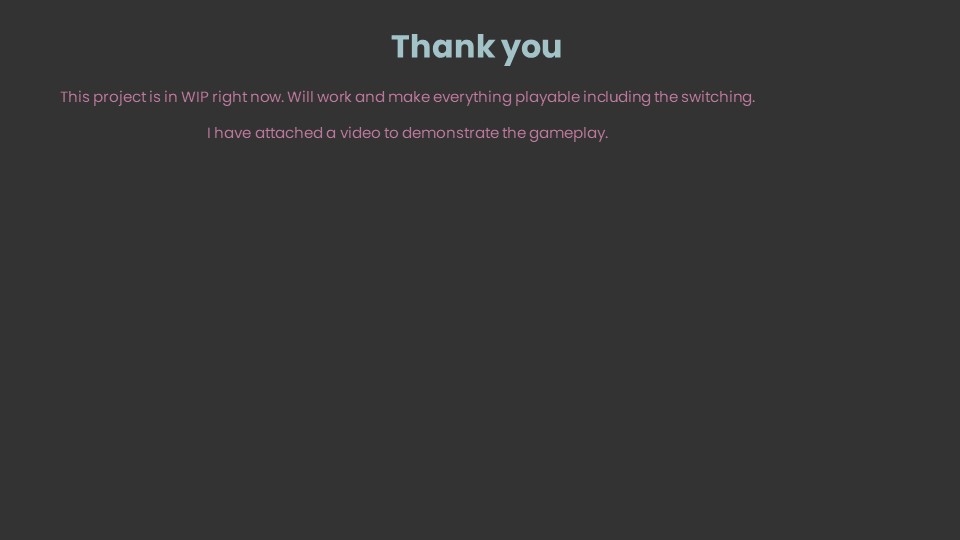 Thank you
This project is in WIP right now. Will work and make everything playable including the switching.
I have attached a video to demonstrate the gameplay.